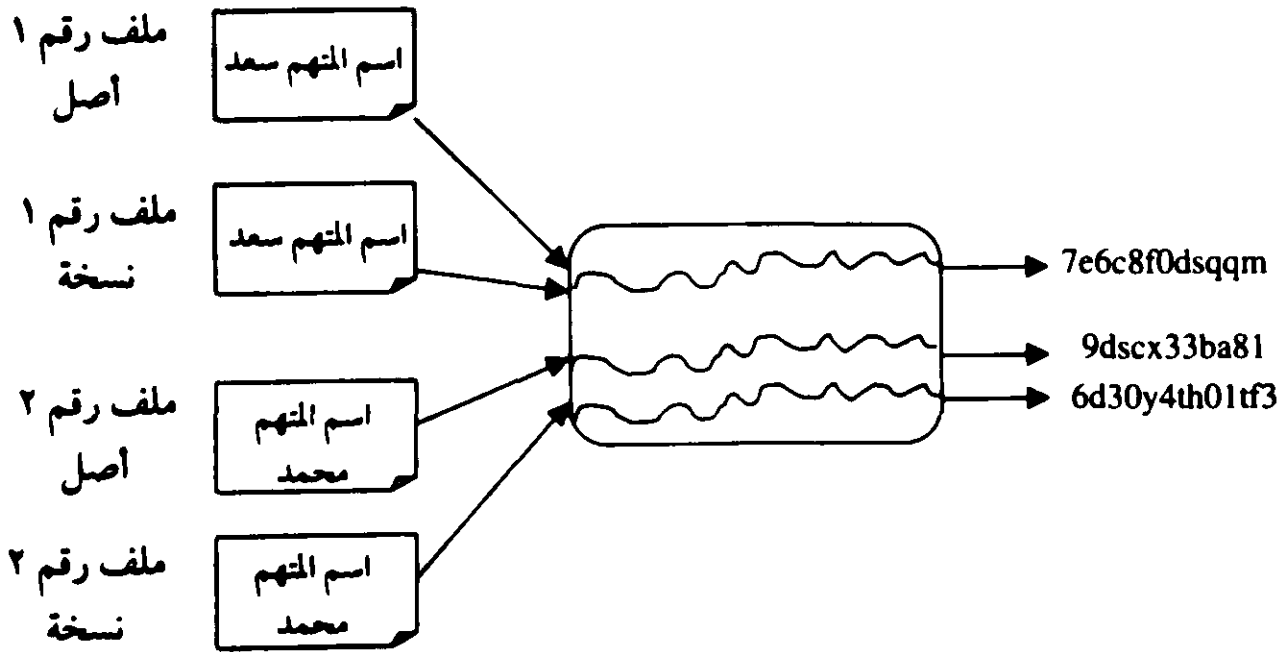 ملف رقم ١
أصل
اسم المتهم سعد
ملف رقم ١
نسخة
اسم المتهم سعد
7e6c8f0dsqqm
ملف رقم ٢
أصل
اسم المتهم
محمد
9dscx33ba81
6d30y4th01tf3
ملف رقم ٢
نسخة
اسم المتهم
محمد